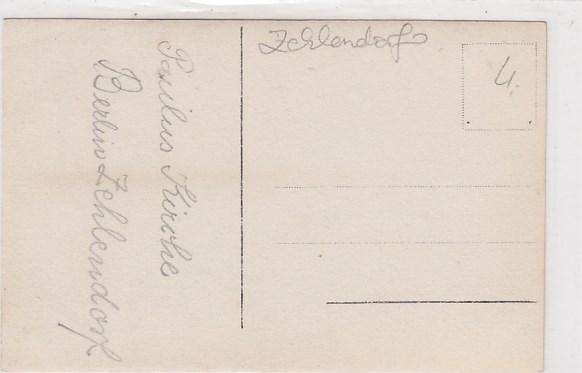 Zehlendorf
4.
Paulus Kirche
Berlin Zehlendorf